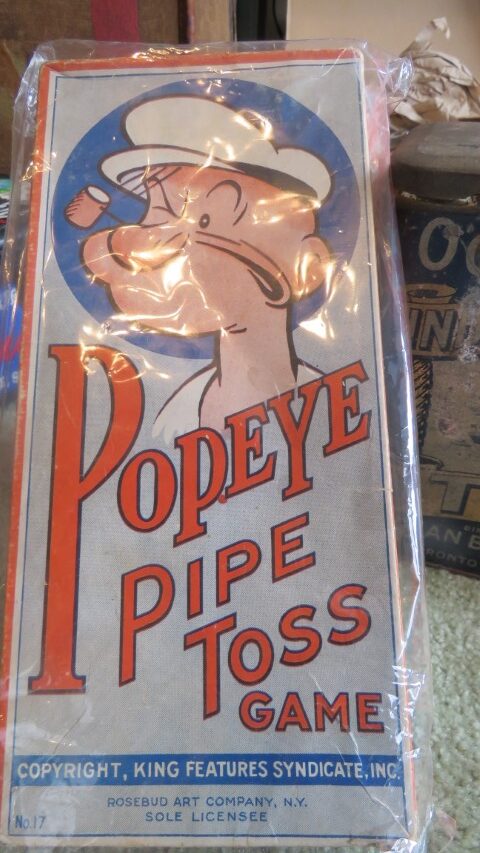 POPEYE
PIPE
TOSS
GAME
COPYRIGHT, KING FEATURES SYNDICATE, INC.
ROSEBUD ART COMPANY, N.Y.
SOLE LICENSEE
No.17